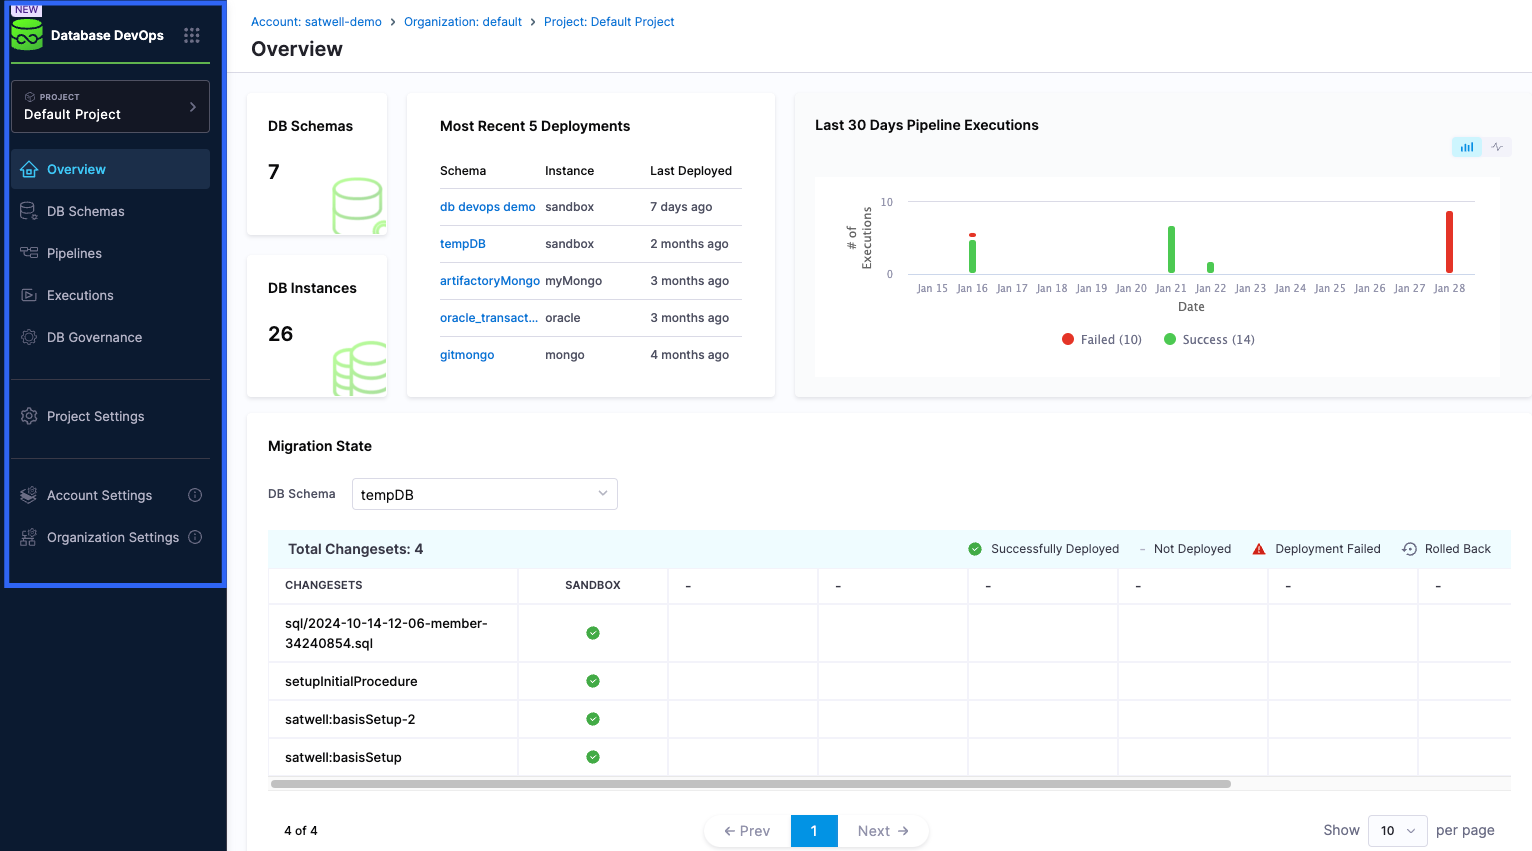 NEW
Database DevOps
PROJECT
Default Project
Overview
DB Schemas
Pipelines
Executions
DB Governance
Project Settings
Account Settings
Organization Settings
Account: satwell-demo > Organization: default > Project: Default Project
Overview
DB Schemas
7
DB Instances
26
Most Recent 5 Deployments
Schema Instance Last Deployed
db devops demo sandbox 7 days ago
tempDB sandbox 2 months ago
artifactoryMongo myMongo 3 months ago
oracle_transact... oracle 3 months ago
gitmongo mongo 4 months ago
Last 30 Days Pipeline Executions
# of
Executions
10
0
Jan 15 Jan 16 Jan 17 Jan 18 Jan 19 Jan 20 Jan 21 Jan 22 Jan 23 Jan 24 Jan 25 Jan 26 Jan 27 Jan 28
Date
Failed (10) Success (14)
Migration State
DB Schema tempDB
Total Changesets: 4 Successfully Deployed - Not Deployed Deployment Failed Rolled Back
CHANGESETS SANDBOX - - - - - -
sql/2024-10-14-12-06-member-
34240854.sql
setupInitialProcedure
satwell:basisSetup-2
satwell:basisSetup
4 of 4 ← Prev 1 Next → Show 10 per page